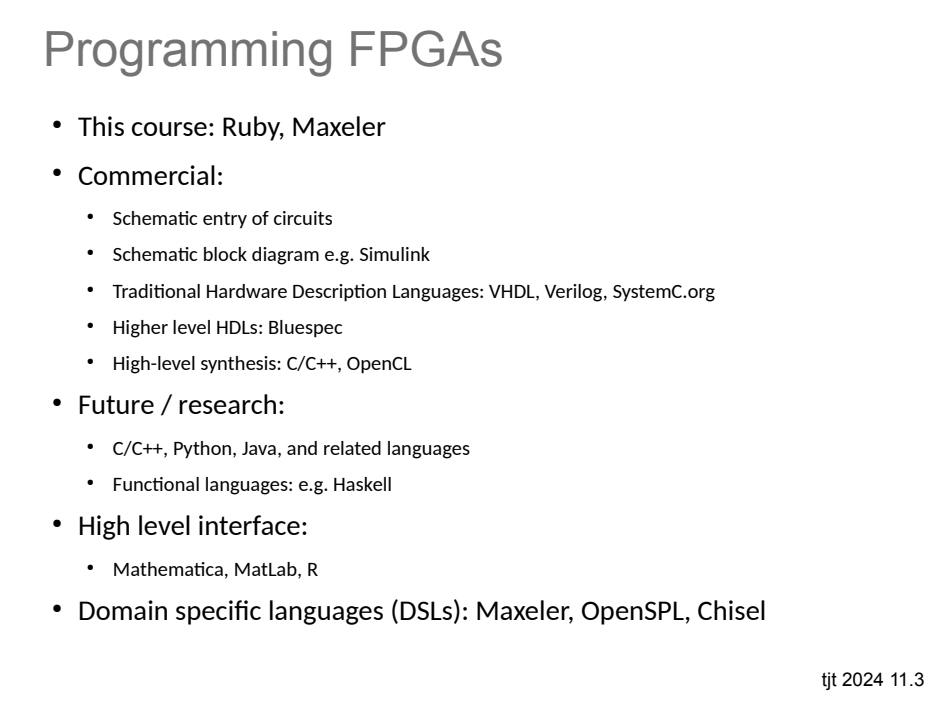 Programming FPGAs
• This course: Ruby, Maxeler
• Commercial:
• Schematic entry of circuits
• Schematic block diagram e.g. Simulink
• Traditional Hardware Description Languages: VHDL, Verilog, SystemC.org
• Higher level HDLs: Bluespec
• High-level synthesis: C/C++, OpenCL
• Future / research:
• C/C++, Python, Java, and related languages
• Functional languages: e.g. Haskell
• High level interface:
• Mathematica, MatLab, R
• Domain specific languages (DSLs): Maxeler, OpenSPL, Chisel
tjt 2024 11.3